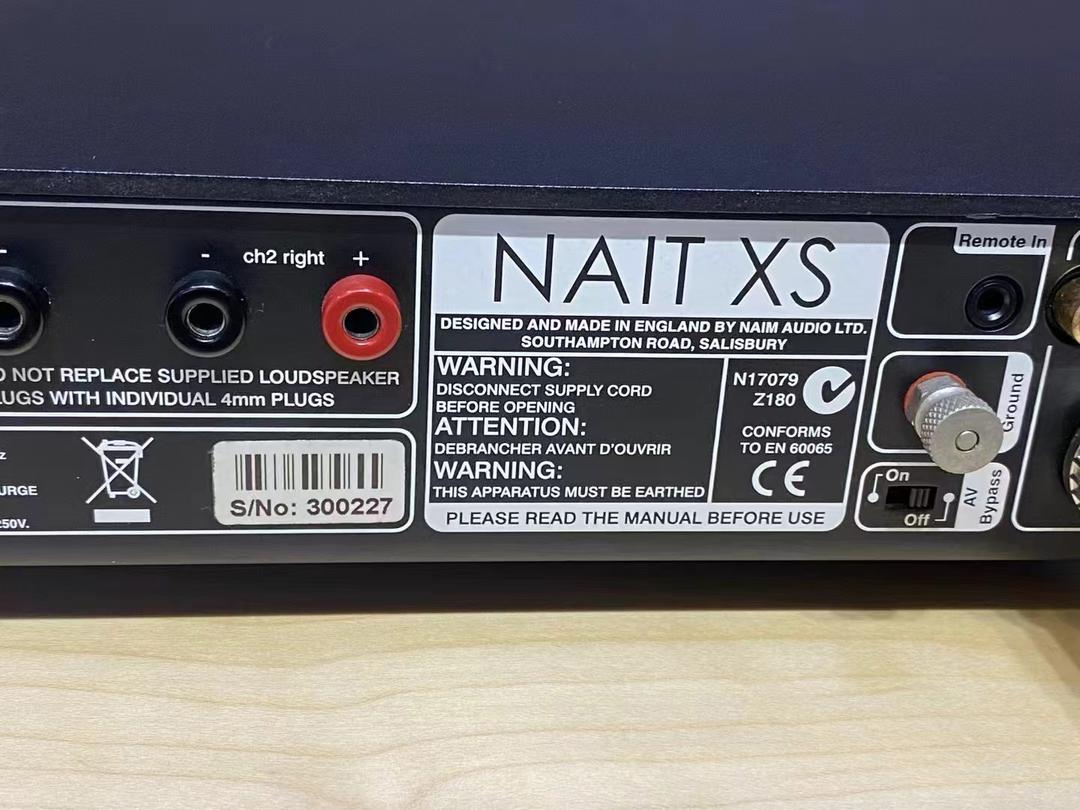 - ch2 right +
NOT REPLACE SUPPLIED LOUDSPEAKER
WITH INDIVIDUAL 4mm PLUGS
S/No: 300227
250V.
NAIT XS
DESIGNED AND MADE IN ENGLAND BY NAIM AUDIO LTD.
SOUTHAMPTON ROAD, SALISBURY
WARNING:
DISCONNECT SUPPLY CORD
BEFORE OPENING
ATTENTION:
DEBRANCHER AVANT D'OUVRIR
WARNING:
THIS APPARATUS MUST BE EARTHED
N17079
Z180
CONFORMS
TO EN 60065
CE
PLEASE READ THE MANUAL BEFORE USE
Remote In
Ground
On
Off
AV
Bypass